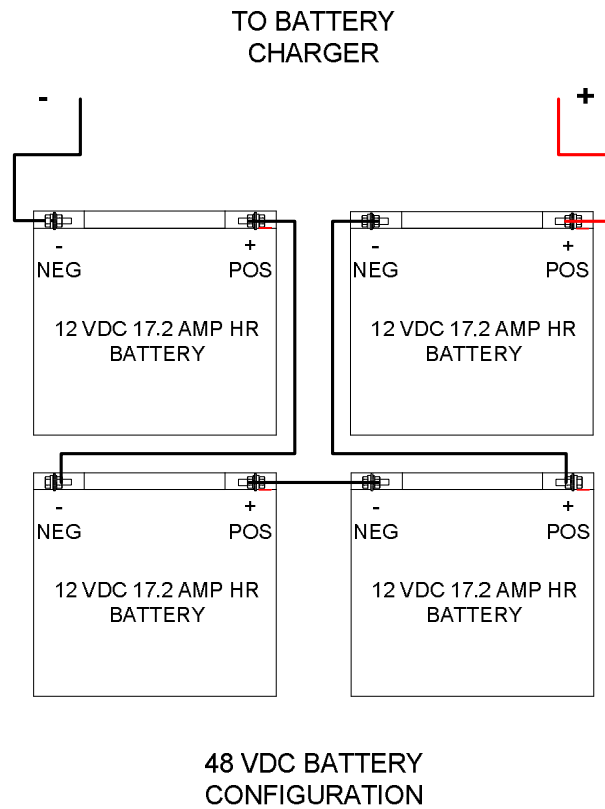 TO BATTERY
CHARGER
- +
- + - +
NEG POS NEG POS
12 VDC 17.2 AMP HR 12 VDC 17.2 AMP HR
BATTERY BATTERY
- + - +
NEG POS NEG POS
12 VDC 17.2 AMP HR 12 VDC 17.2 AMP HR
BATTERY BATTERY
48 VDC BATTERY
CONFIGURATION